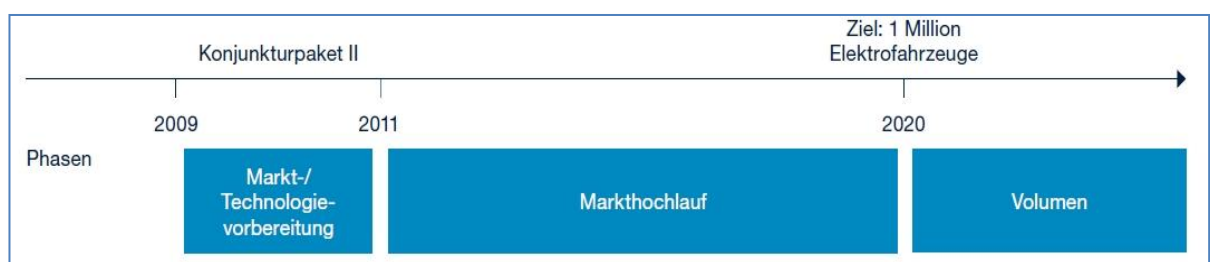 Ziel: 1 Million
Konjunkturpaket II
Elektrofahrzeuge
2009
2011
2020
Phasen
Markt-/
Technologie-
vorbereitung
Markthochlauf
Volumen